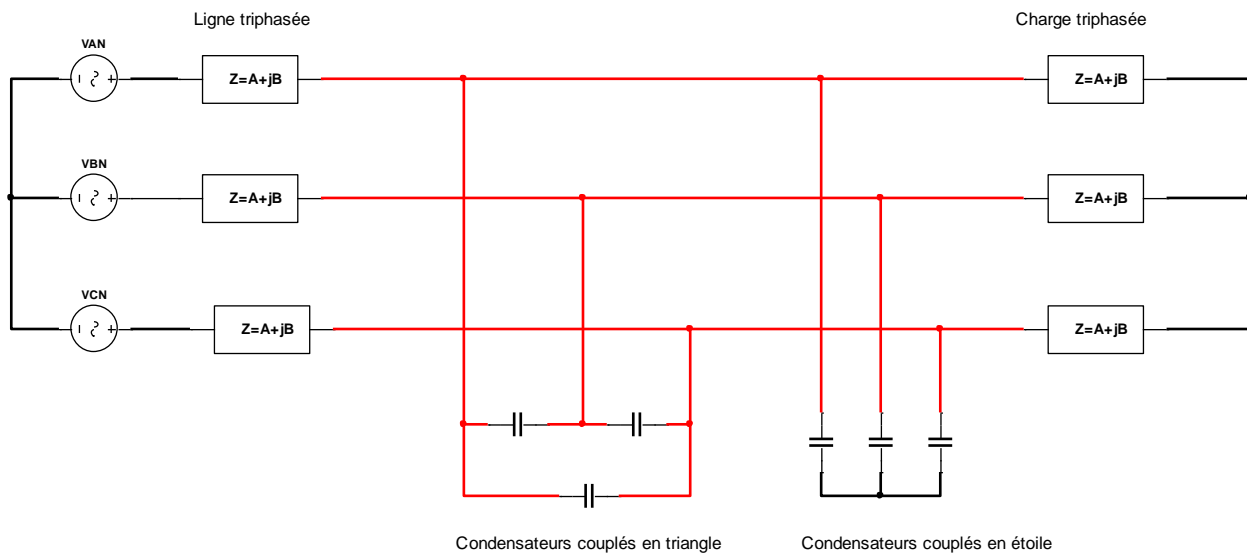 Ligne triphasée
Charge triphasée
VAN
Z=A+jB
Z=A+jB
VBN
Z=A+jB
Z=A+jB
VCN
Z=A+jB
Z=A+jB
Condensateurs couplés en triangle
Condensateurs couplés en étoile